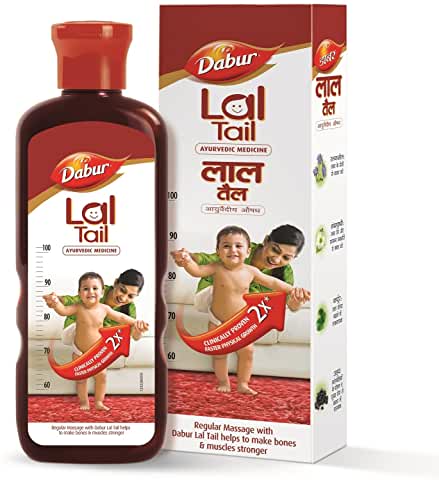 Dabur
Lal
Tail
AYURVEDIC MEDICINE
100
90
80
70
60
CLINICALLY PROVEN 2X*
FASTER PHYSICAL GROWTH
Regular Massage with Dabur Lal Tail helps
to make bones & muscles stronger
Dabur
Lal
Tail
AYURVEDIC MEDICINE
लाल
तैल
आयुर्वेदीय औषध
100
90
80
70
60
CLINICALLY PROVEN 2X*
FASTER PHYSICAL GROWTH
Regular Massage with
Dabur Lal Tail helps to make bones
& muscles stronger
डाबर
लाल
तैल
आयुर्वेदीय औषध